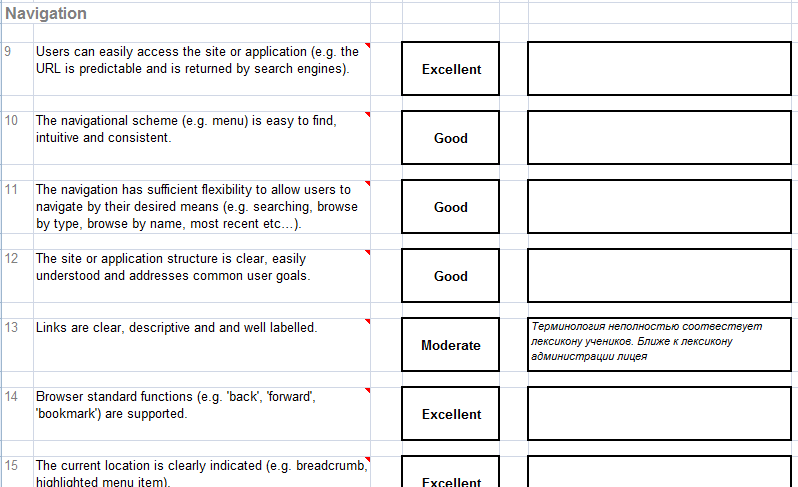 Navigation
9 Users can easily access the site or application (e.g. the
URL is predictable and is returned by search engines).
Excellent
10 The navigational scheme (e.g. menu) is easy to find,
intuitive and consistent.
Good
11 The navigation has sufficient flexibility to allow users to
navigate by their desired means (e.g. searching, browse
by type, browse by name, most recent etc…).
Good
12 The site or application structure is clear, easily
understood and addresses common user goals.
Good
13 Links are clear, descriptive and and well labelled.
Moderate
Терминология неполностью соотвествует
лексикону учеников. Ближе к лексикону
администрации лицея
14 Browser standard functions (e.g. 'back', 'forward',
'bookmark') are supported.
Excellent
15 The current location is clearly indicated (e.g. breadcrumb,
highlighted menu item).
Excellent